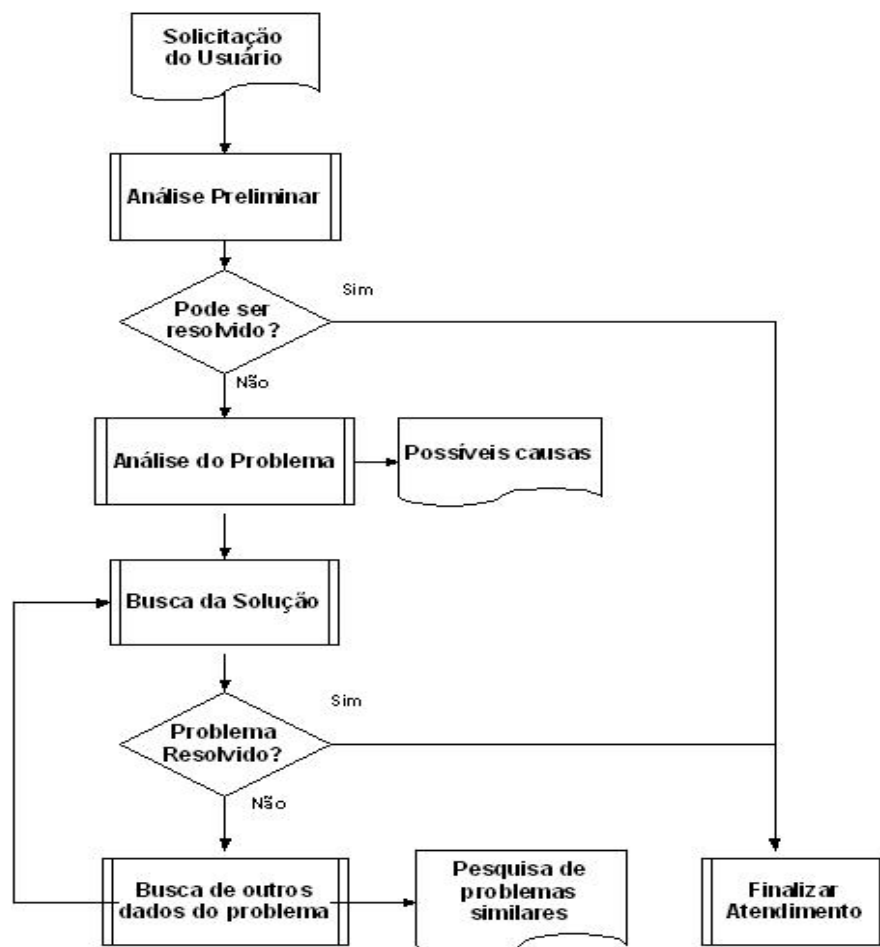 Solicitação
do Usuário
Análise Preliminar
Sim
Pode ser
resolvido?
Não
Análise do Problema
Possíveis causas
Busca da Solução
Sim
Problema
Resolvido?
Não
Busca de outros
dados do problema
Pesquisa de
problemas
similares
Finalizar
Atendimento